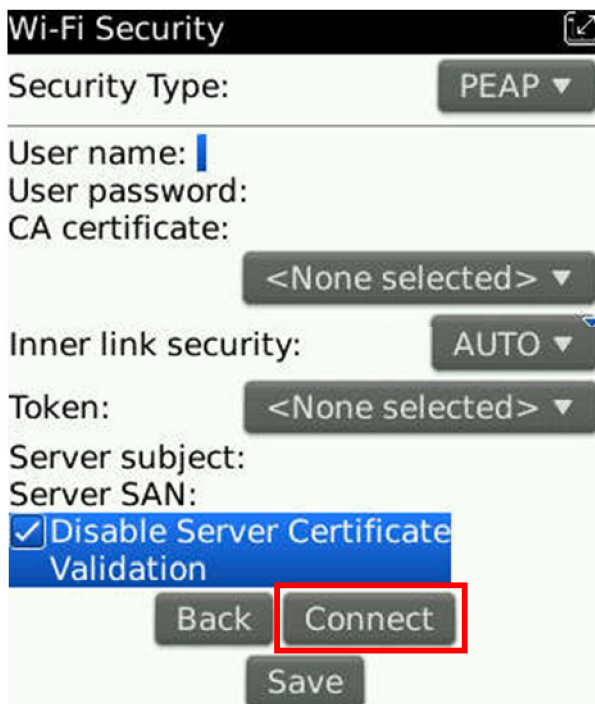 Wi-Fi Security
Security Type: PEAP
User name:
User password:
CA certificate:
<None selected>
Inner link security: AUTO
Token: <None selected>
Server subject:
Server SAN:
Disable Server Certificate
Validation
Back Connect
Save